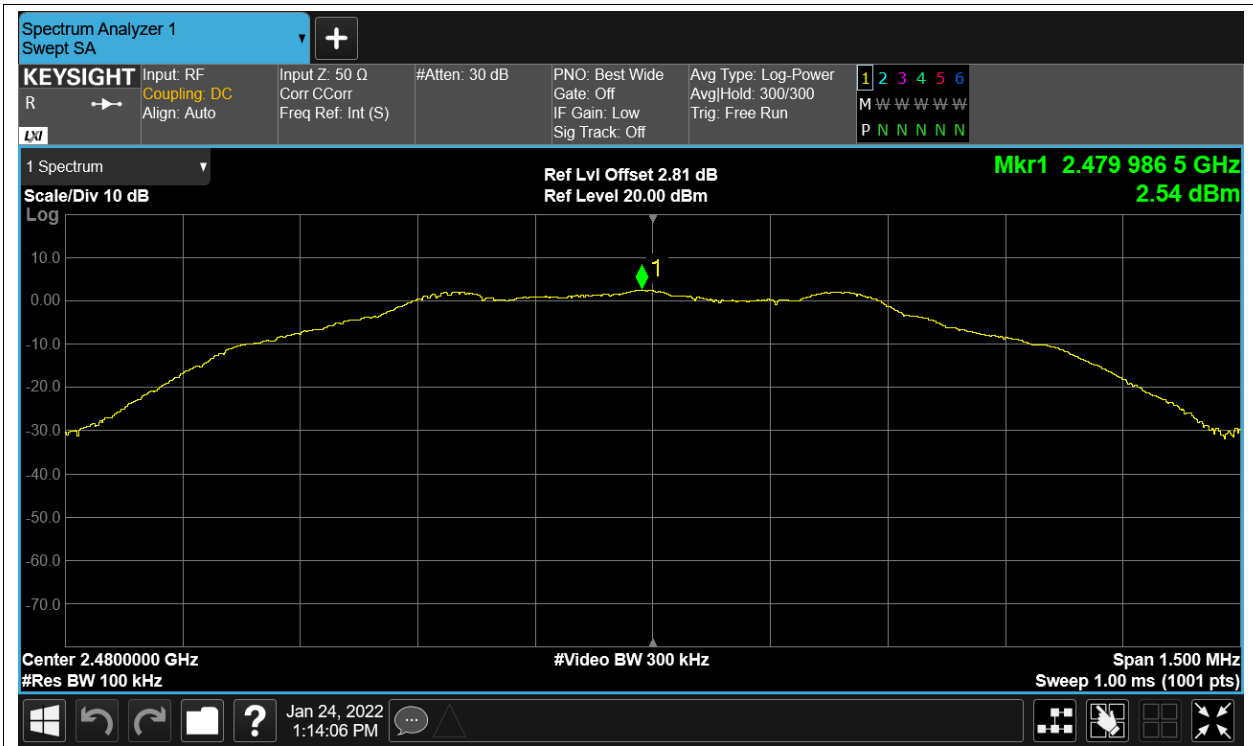 Spectrum Analyzer 1
Swept SA
KEYSIGHT
R
LXI
Input: RF
Coupling: DC
Align: Auto
Input Z: 50 Ω
Corr CCorr
Freq Ref: Int (S)
#Atten: 30 dB
PNO: Best Wide
Gate: Off
IF Gain: Low
Sig Track: Off
Avg Type: Log-Power
Avg|Hold: 300/300
Trig: Free Run
1 2 3 4 5 6
M W W W W W W
P N N N N N N
1 Spectrum
Scale/Div 10 dB
Log
Ref Lvl Offset 2.81 dB
Ref Level 20.00 dBm
Mkr1 2.479 986 5 GHz
2.54 dBm
1
10.0
0.00
-10.0
-20.0
-30.0
-40.0
-50.0
-60.0
-70.0
Center 2.4800000 GHz
#Res BW 100 kHz
#Video BW 300 kHz
Span 1.500 MHz
Sweep 1.00 ms (1001 pts)
?
Jan 24, 2022
1:14:06 PM